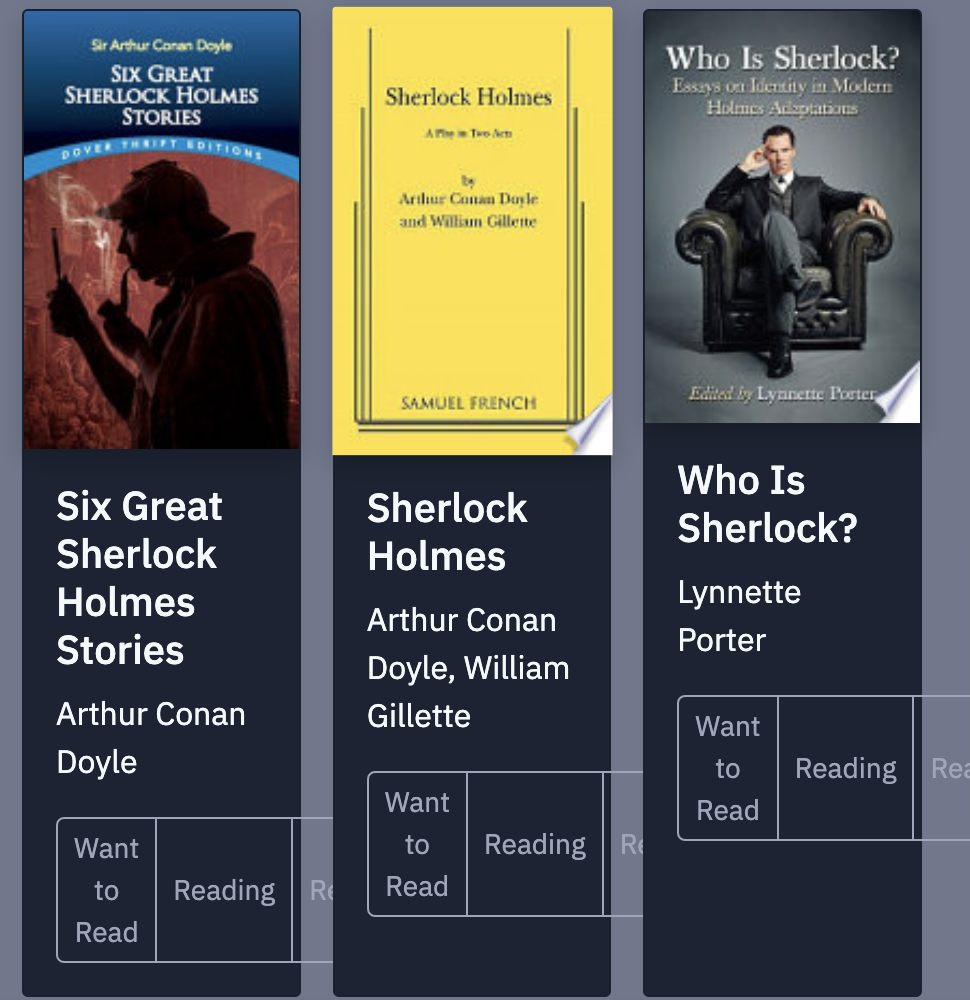 Sir Arthur Conan Doyle
SIX GREAT
SHERLOCK HOLMES
STORIES
DOVER THRIFT EDITIONS
Six Great
Sherlock
Holmes
Stories
Arthur Conan
Doyle
Want
to
Read
Reading
Re
Sherlock Holmes
A Play in Two Acts
by
Arthur Conan Doyle
and William Gillette
SAMUEL FRENCH
Sherlock
Holmes
Arthur Conan
Doyle, William
Gillette
Want
to
Read
Reading
Re
Who Is Sherlock?
Essays on Identity in Modern
Holmes Adaptations
Edited by Lynnette Porter
Who Is
Sherlock?
Lynnette
Porter
Want
to
Read
Reading
Rea